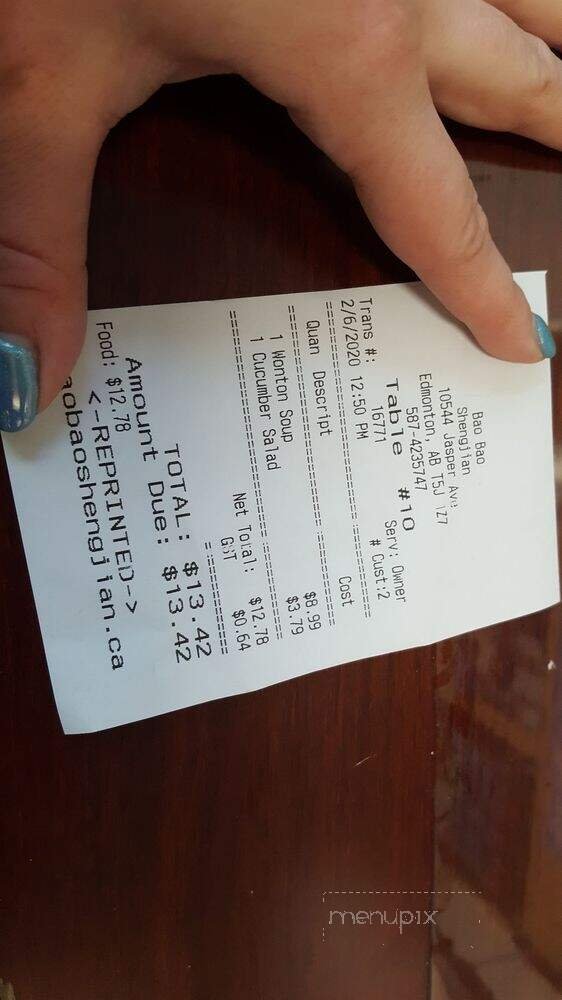 Bao Bao
Shengjian
10544 Jasper Ave.
Edmonton, AB T5J 1Z7
587-4235747
Table #10
Trans #: 16771 Serv: Owner
2/6/2020 12:50 PM # Cust:2
Quan Descript Cost
1 Wonton Soup $8.99
1 Cucumber Salad $3.79
Net Total: $12.78
GST $0.64
TOTAL: $13.42
Amount Due: $13.42
Food: $12.78
<-REPRINTED->
aobaoshengjian.ca
menupix